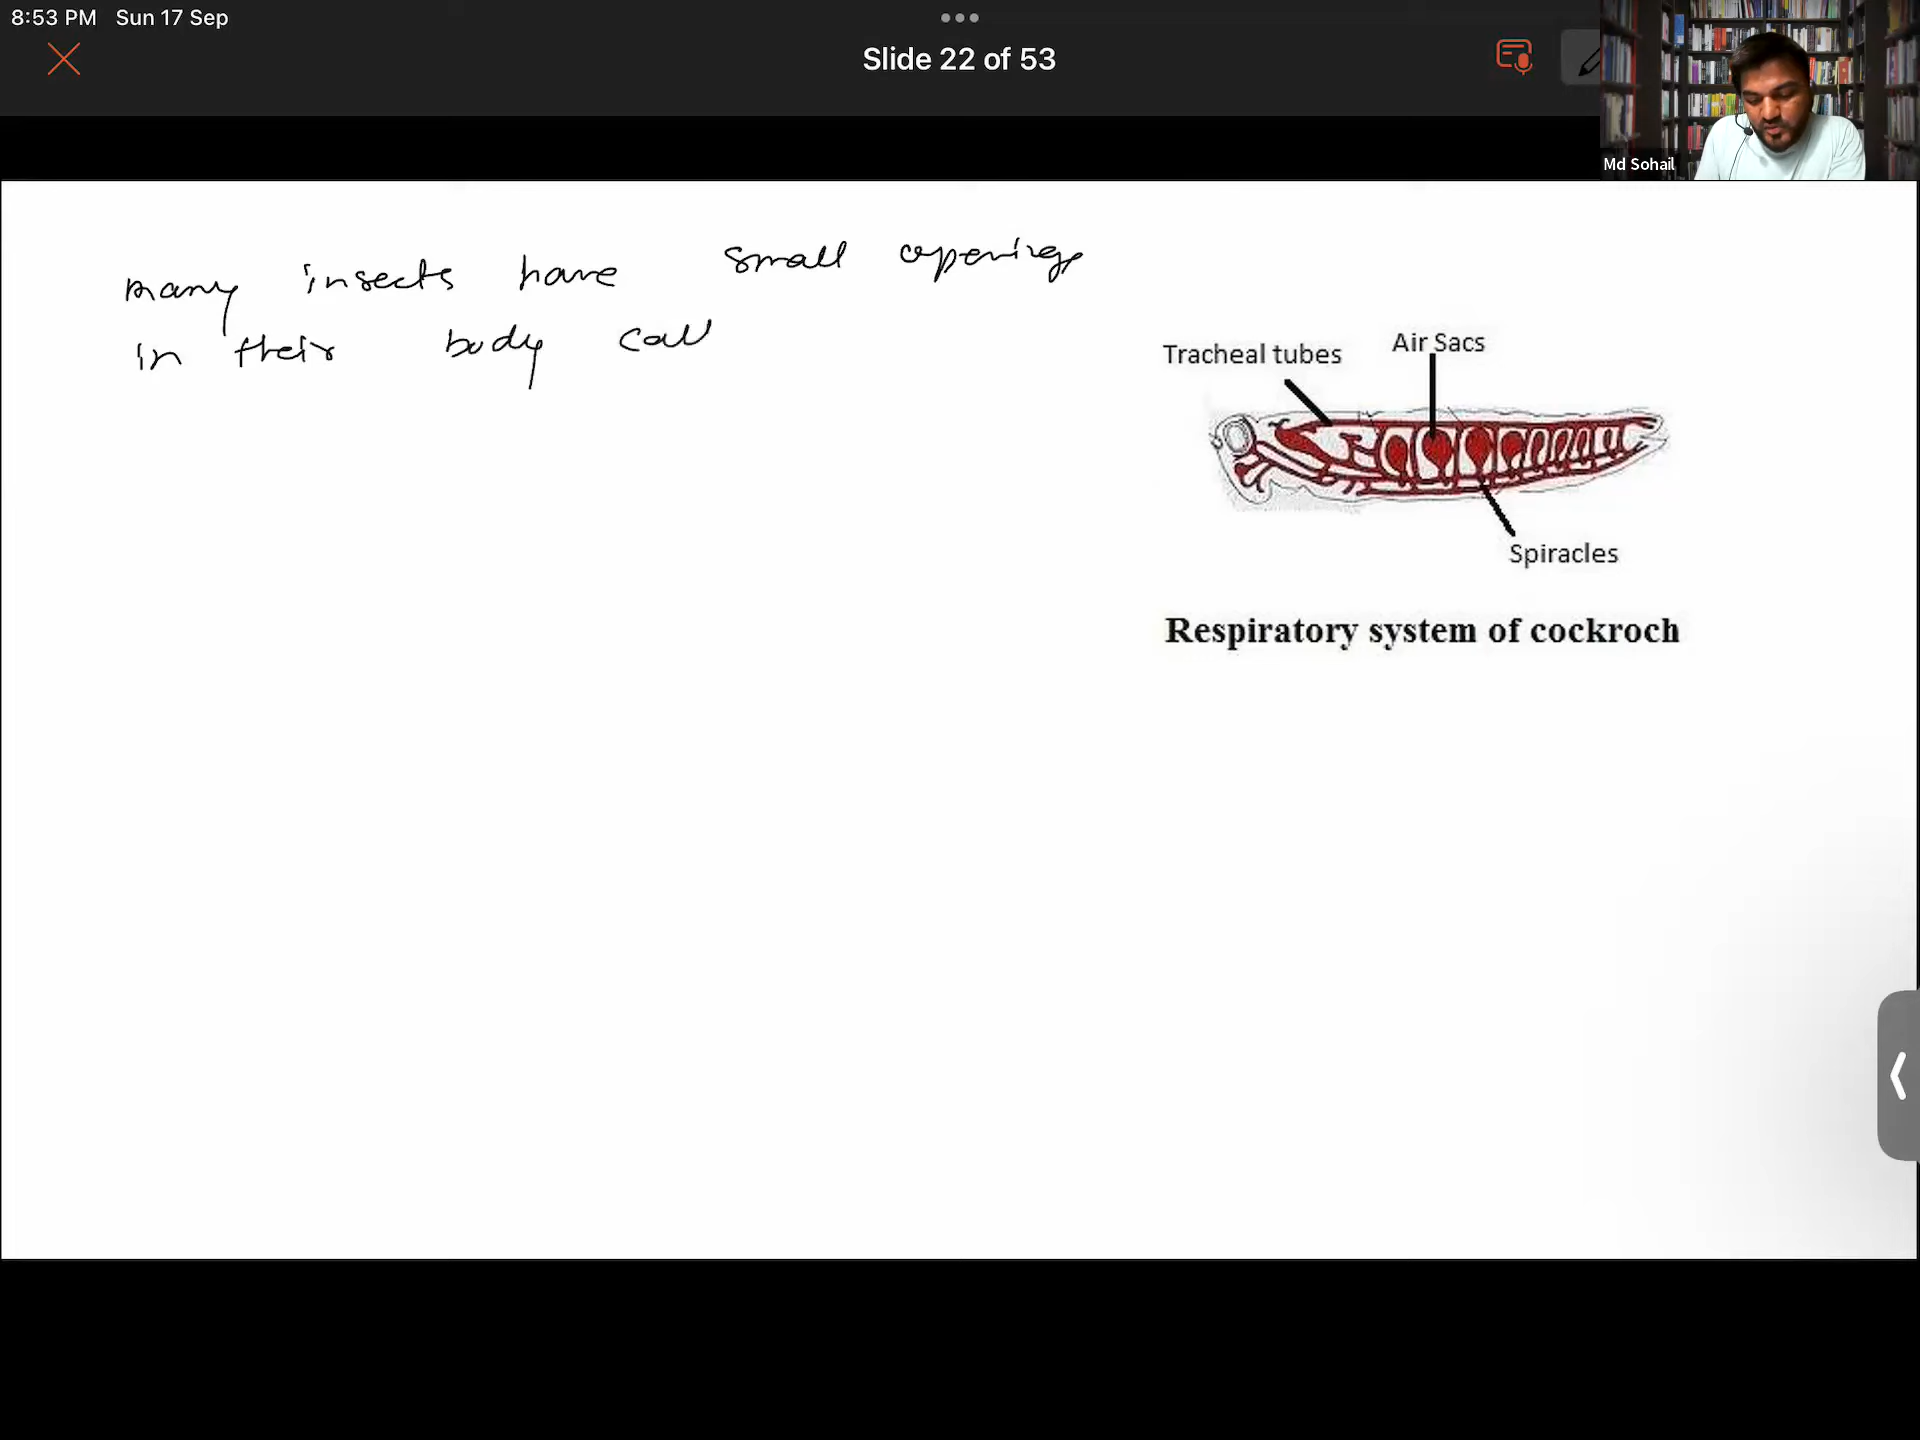 8:53 PM Sun 17 Sep
Slide 22 of 53
Md Sohail
many insects have small openings
in their body call
Tracheal tubes
Air Sacs
Spiracles
Respiratory system of cockroch